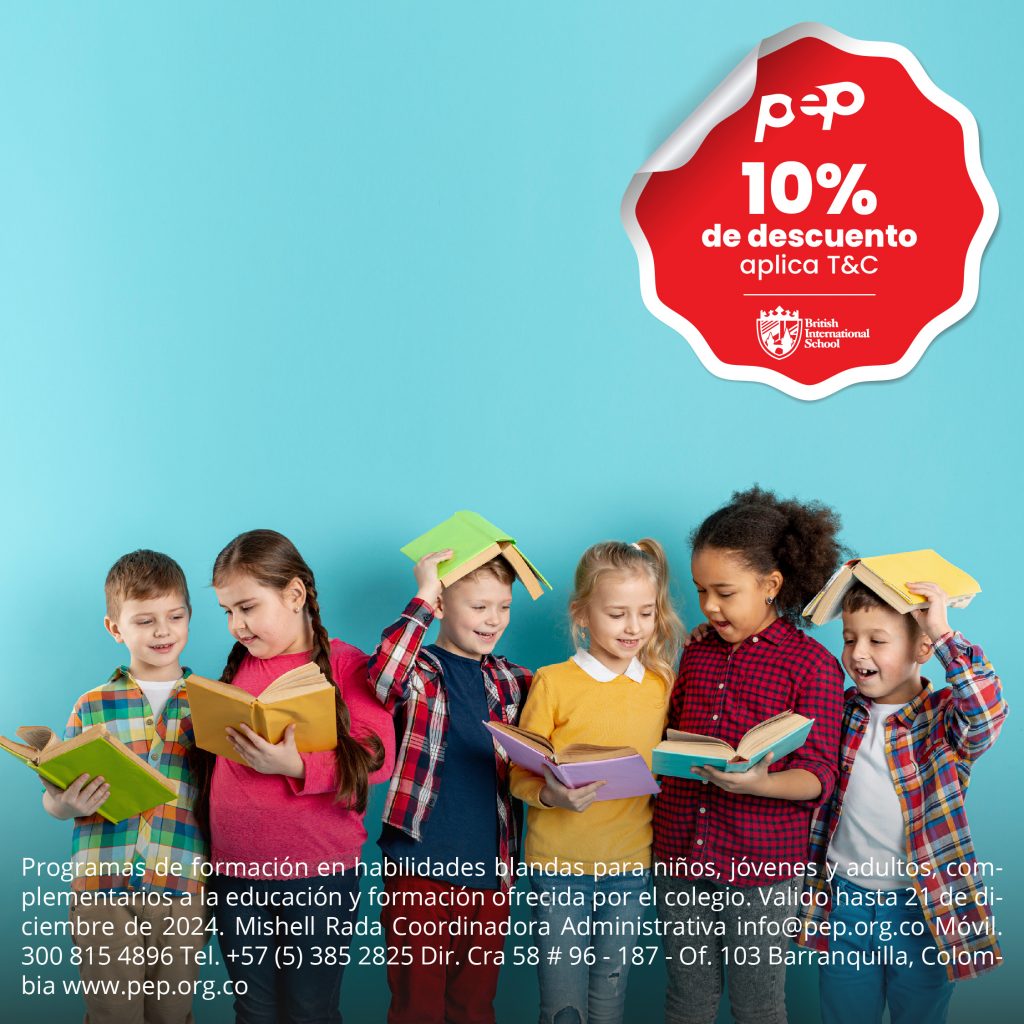 pep
10%
de descuento
aplica T&C
British
International
School
Programas de formación en habilidades blandas para niños, jóvenes y adultos, com-
plementarios a la educación y formación ofrecida por el colegio. Valido hasta 21 de di-
ciembre de 2024. Mishell Rada Coordinadora Administrativa info@pep.org.co Móvil.
300 815 4896 Tel. +57 (5) 385 2825 Dir. Cra 58 # 96 - 187 - Of. 103 Barranquilla, Colom-
bia www.pep.org.co